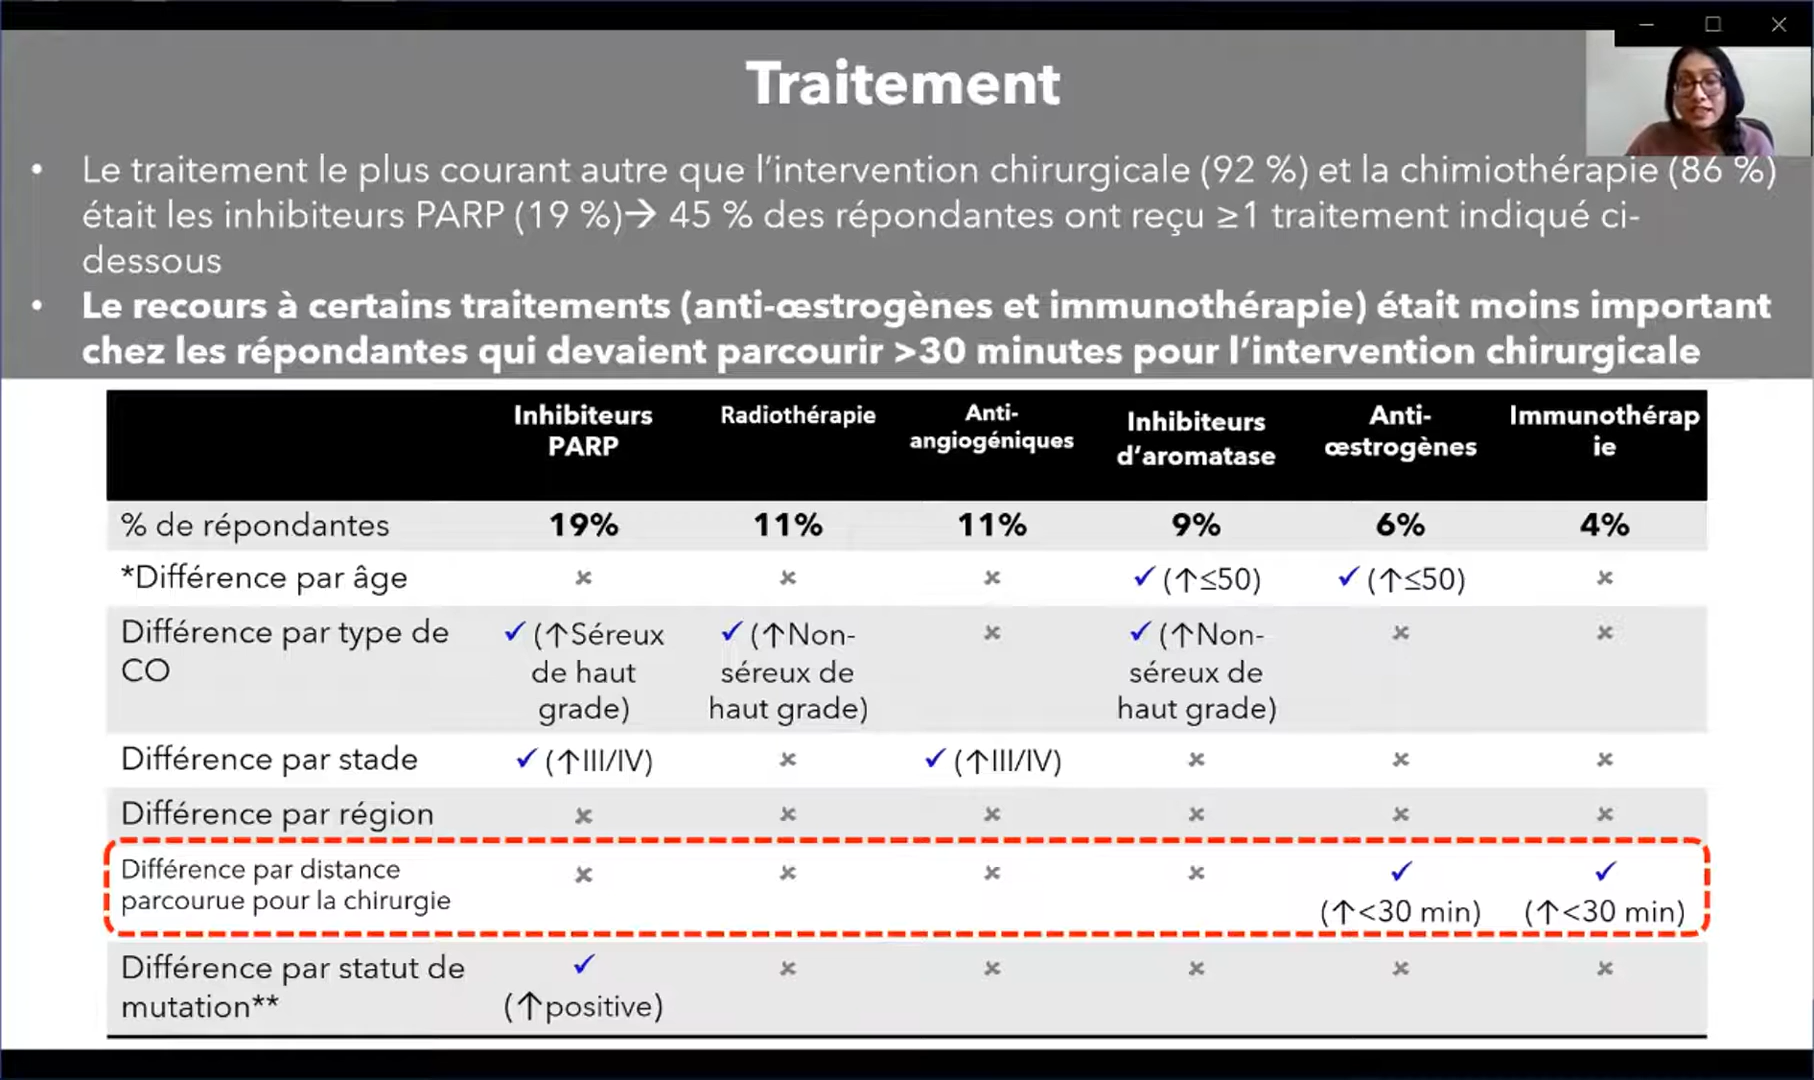 Traitement
• Le traitement le plus courant autre que l’intervention chirurgicale (92 %) et la chimiothérapie (86 %)
était les inhibiteurs PARP (19 %)→ 45 % des répondantes ont reçu ≥1 traitement indiqué ci-
dessous
• Le recours à certains traitements (anti-œstrogènes et immunothérapie) était moins important
chez les répondantes qui devaient parcourir >30 minutes pour l’intervention chirurgicale
Inhibiteurs
PARP
Radiothérapie
Anti-
angiogéniques
Inhibiteurs
d’aromatase
Anti-
œstrogènes
Immunothérap
ie
% de répondantes 19% 11% 11% 9% 6% 4%
*Différence par âge × × × ✓ (↑≤50) ✓ (↑≤50) ×
Différence par type de
CO
✓ (↑Séreux
de haut
grade)
✓ (↑Non-
séreux de
haut grade)
×
✓ (↑Non-
séreux de
haut grade)
×
×
Différence par stade ✓ (↑III/IV) × ✓ (↑III/IV) × × ×
Différence par région × × × × × ×
Différence par distance
parcourue pour la chirurgie
× × × ×
✓
(↑<30 min)
✓
(↑<30 min)
Différence par statut de
mutation**
✓
(↑positive)
× × × × ×